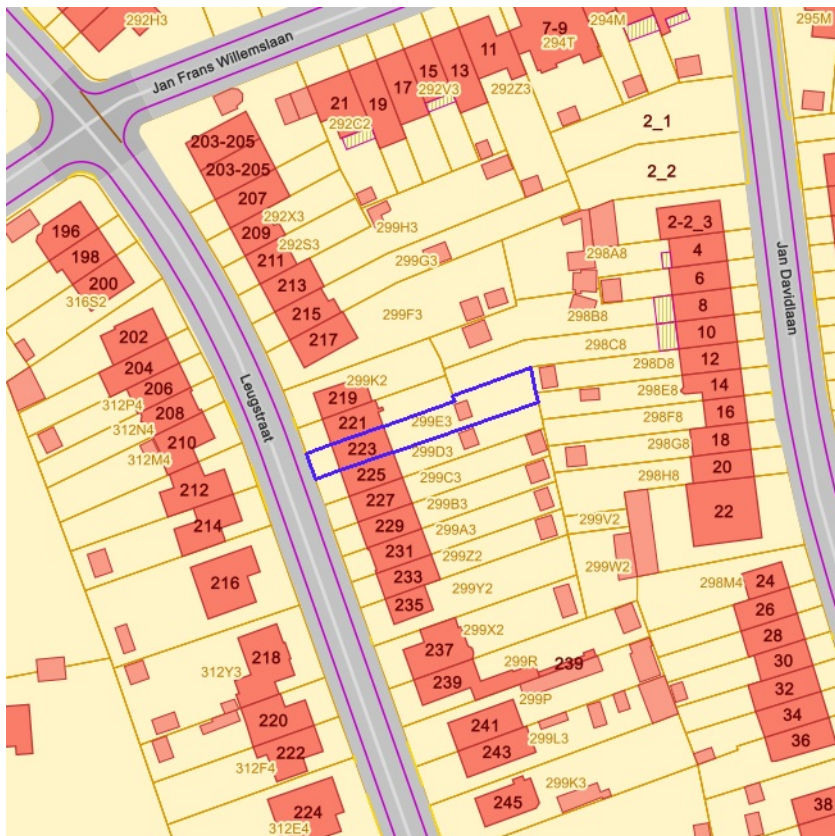 292H3
Jan Frans Willemslaan
7-9
294T
294M
295M
11
13
15
17
292V3
292Z3
21
19
292C2
2_1
2_2
203-205
203-205
207
292X3
209
292S3
211
213
215
217
299H3
299G3
299F3
196
198
200
316S2
202
204
206
208
210
212
214
216
312P4
312N4
312M4
Leugstraat
2-2_3
4
6
8
10
12
14
16
18
20
22
Jan Davidlaan
298A8
298B8
298C8
298D8
298E8
298F8
298G8
298H8
299K2
219
221
223
225
227
229
231
233
235
299E3
299D3
299C3
299B3
299A3
299Z2
299Y2
299X2
299V2
299W2
298M4
24
26
28
30
32
34
36
38
237
239
299R
239
299P
241
243
299L3
245
299K3
312Y3
218
220
222
312F4
224
312E4